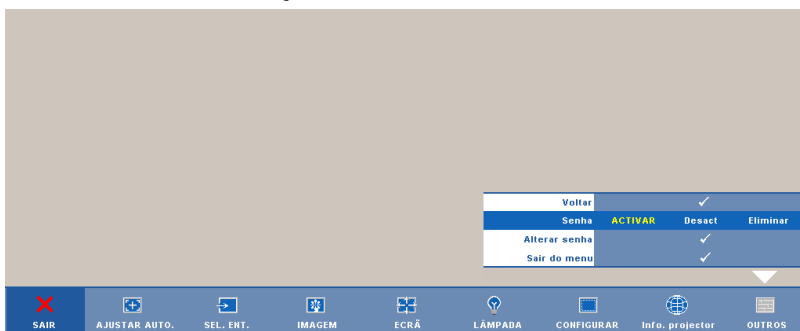 Voltar
Senha ACTIVAR Desact Eliminar
Alterar senha
Sair do menu
SAIR AJUSTAR AUTO. SEL. ENT. IMAGEM ECRÃ LÂMPADA CONFIGURAR Info. projector OUTROS